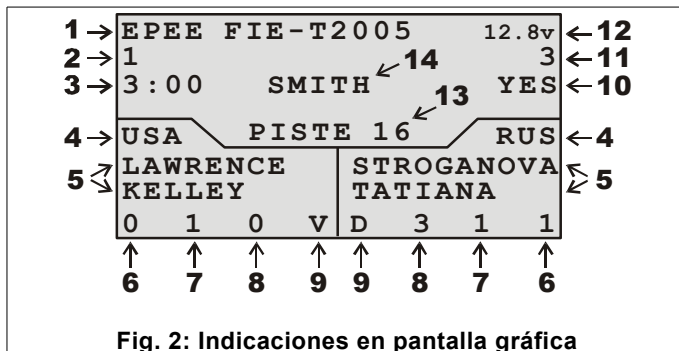 1 EPEE FIE-T2005 12.8v 12
2 1 3 11
14
3 3:00 SMITH YES 10
13
4 USA PISTE 16 RUS 4
5 LAWRENCE STROGANOVA 5
KELLEY TATIANA
0 1 0 V D 3 1 1
6 7 8 9 9 8 7 6
Fig. 2: Indicaciones en pantalla gráfica